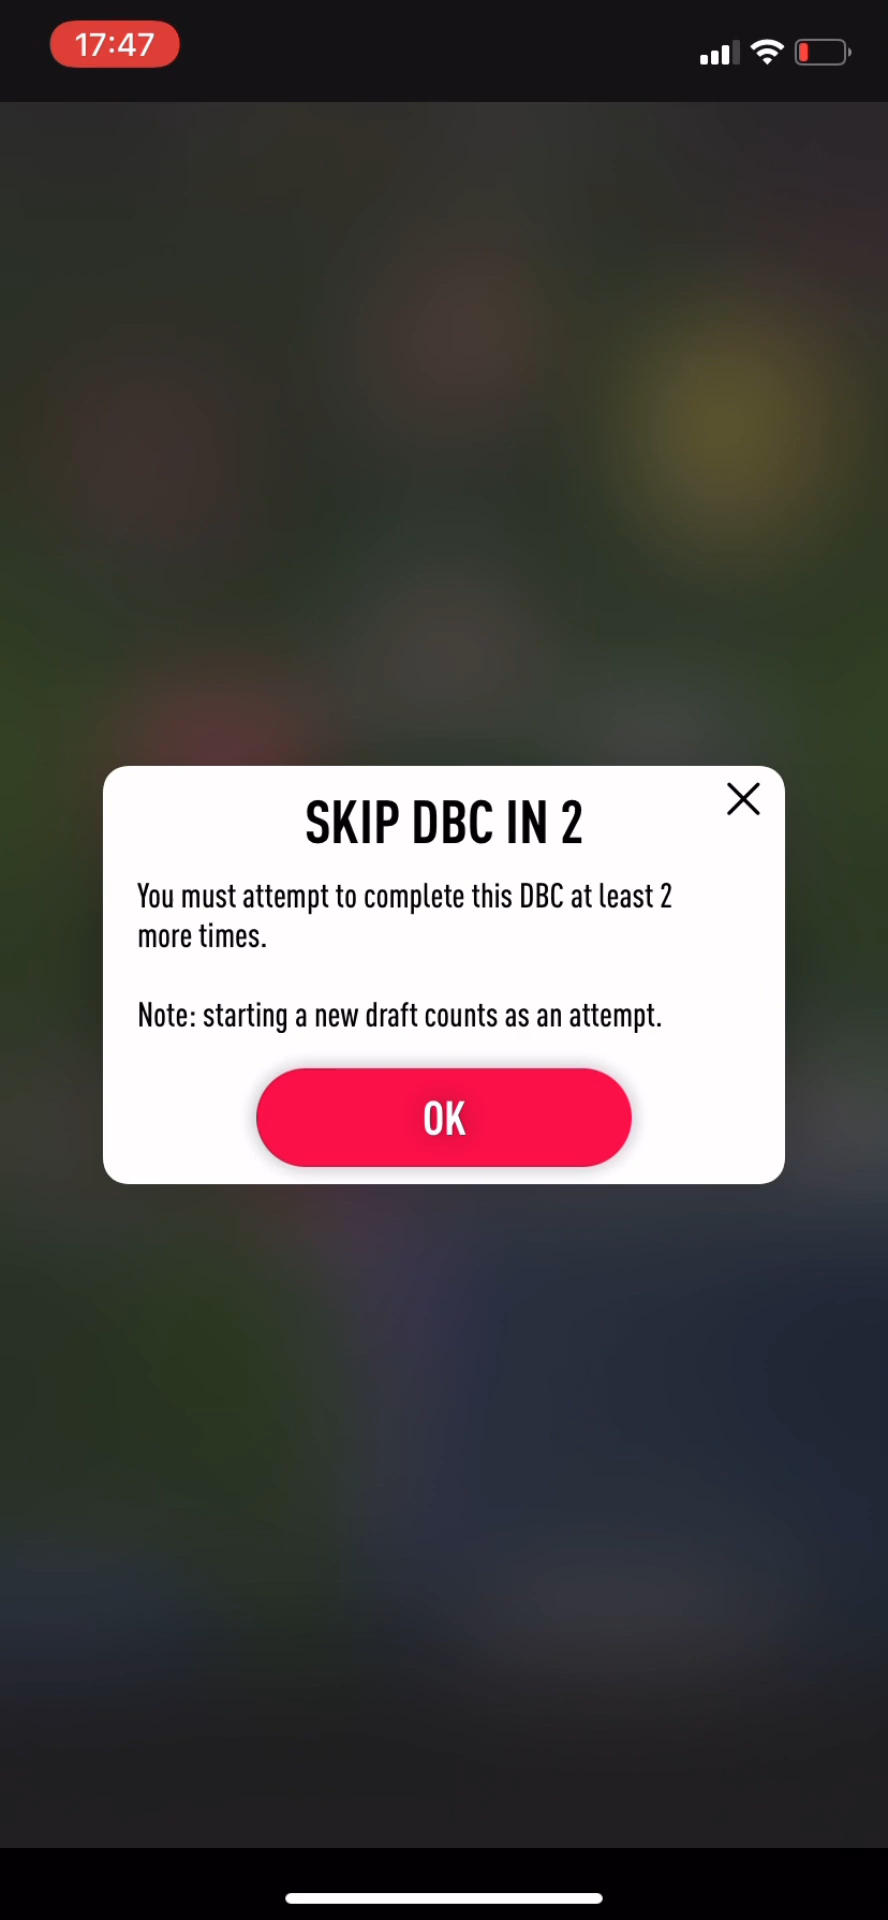 17:47
SKIP DBC IN 2
You must attempt to complete this DBC at least 2
more times.
Note: starting a new draft counts as an attempt.
OK